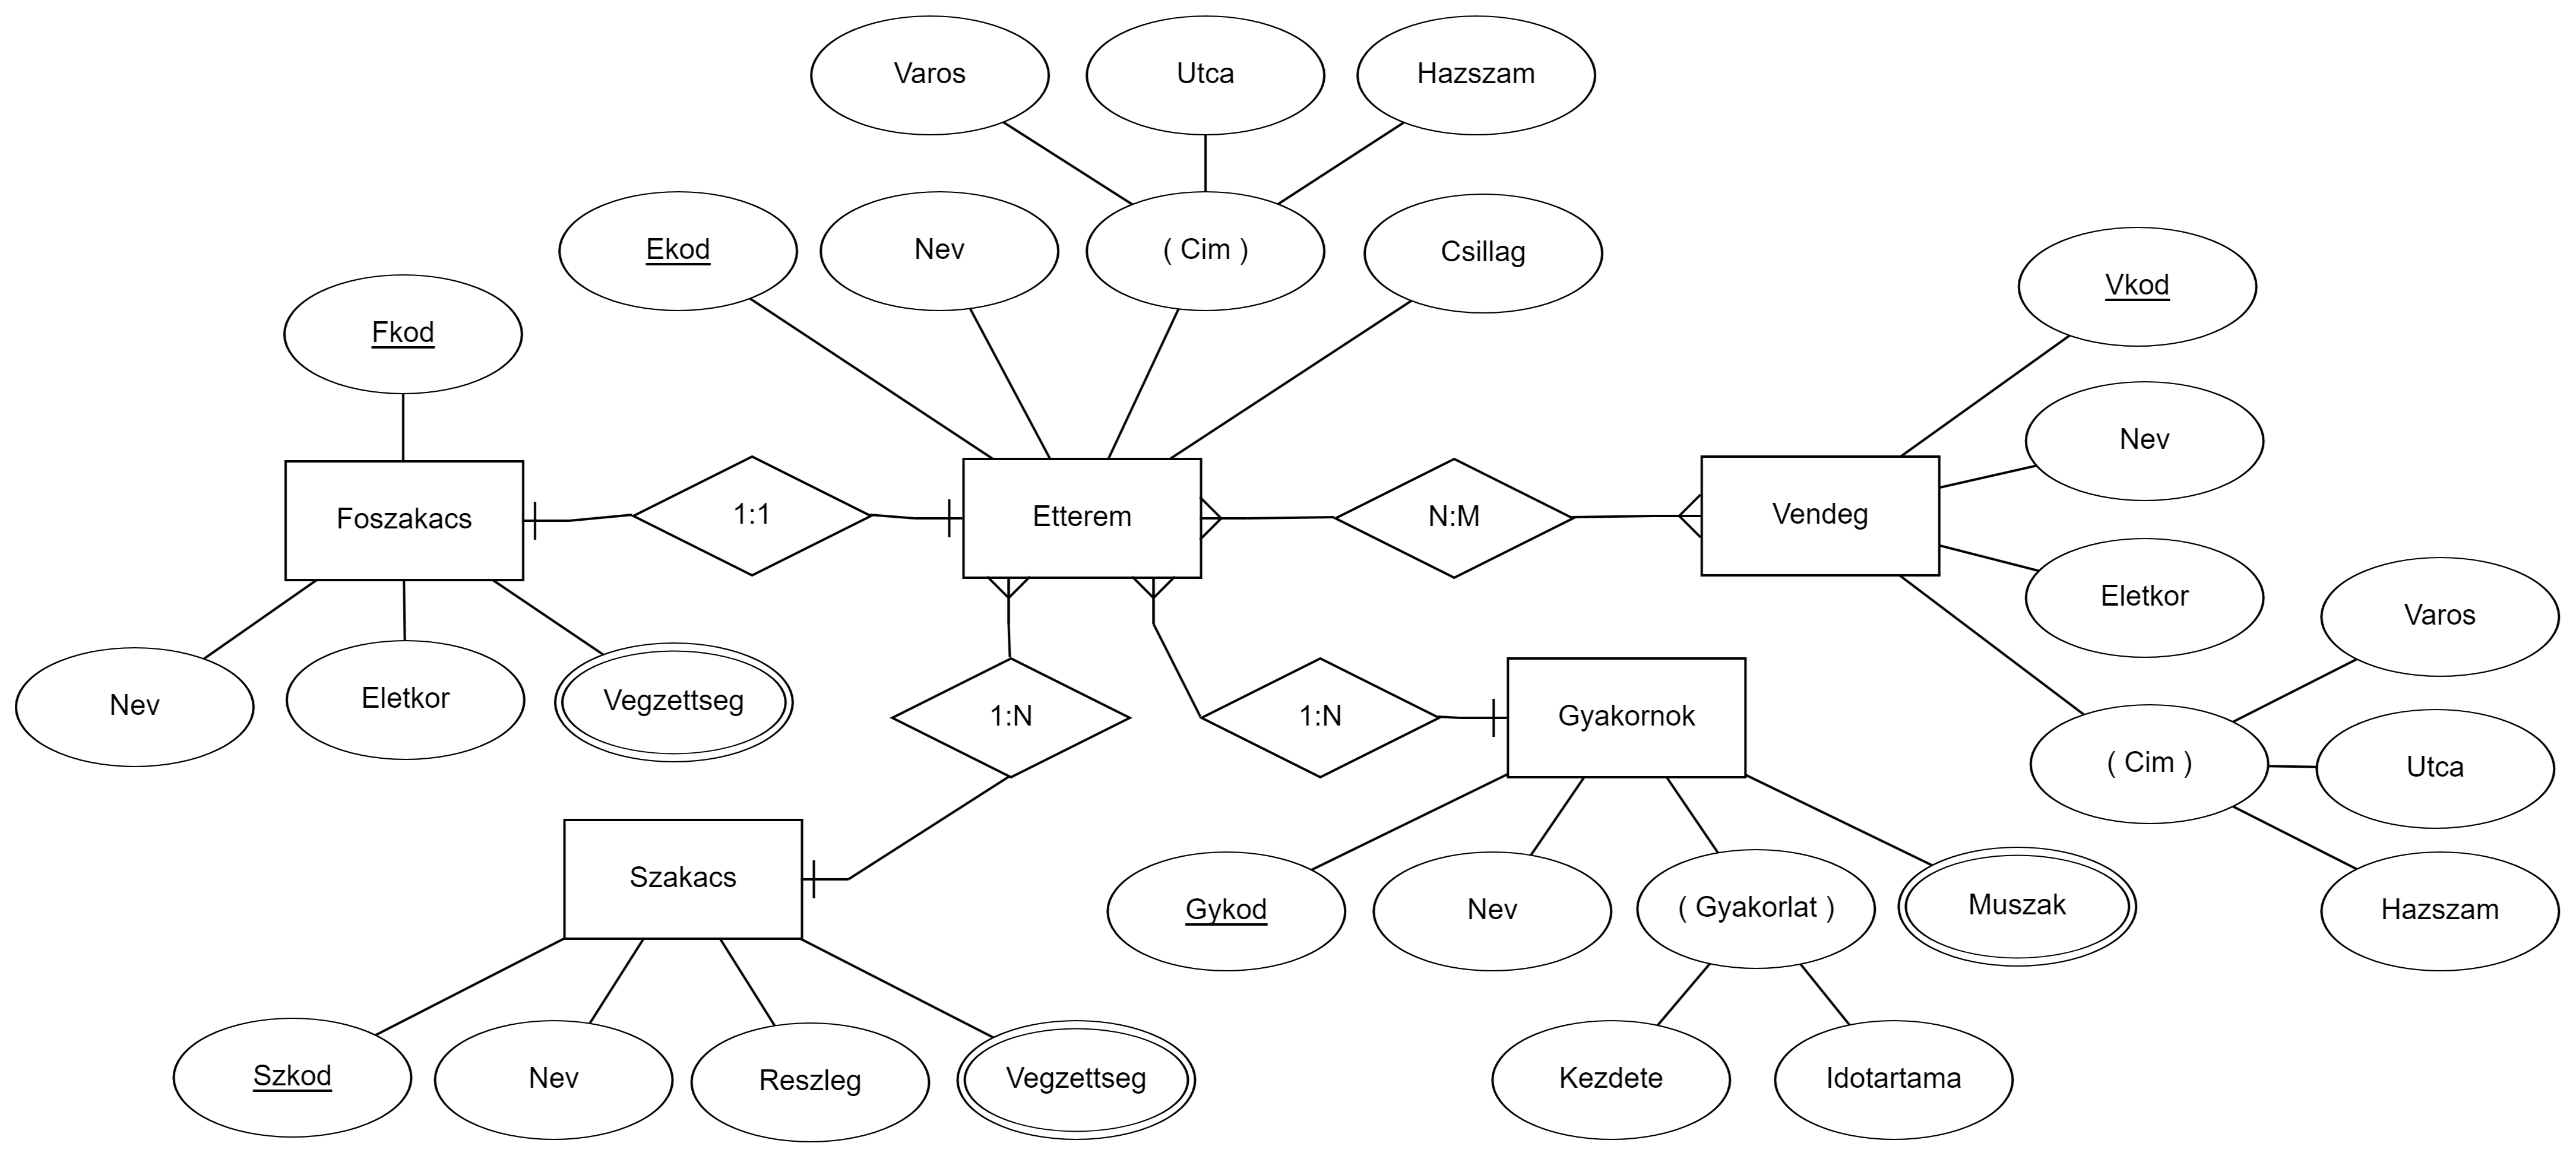 Varos
Utca
Hazszam
Ekod
Nev
( Cim )
Csillag
Vkod
Fkod
Nev
Foszakacs
1:1
Etterem
N:M
Vendeg
Eletkor
Varos
Nev
Eletkor
Vegzettseg
1:N
1:N
Gyakornok
( Cim )
Utca
Szakacs
Gykod
Nev
( Gyakorlat )
Muszak
Hazszam
Szkod
Nev
Reszleg
Vegzettseg
Kezdete
Idotartama